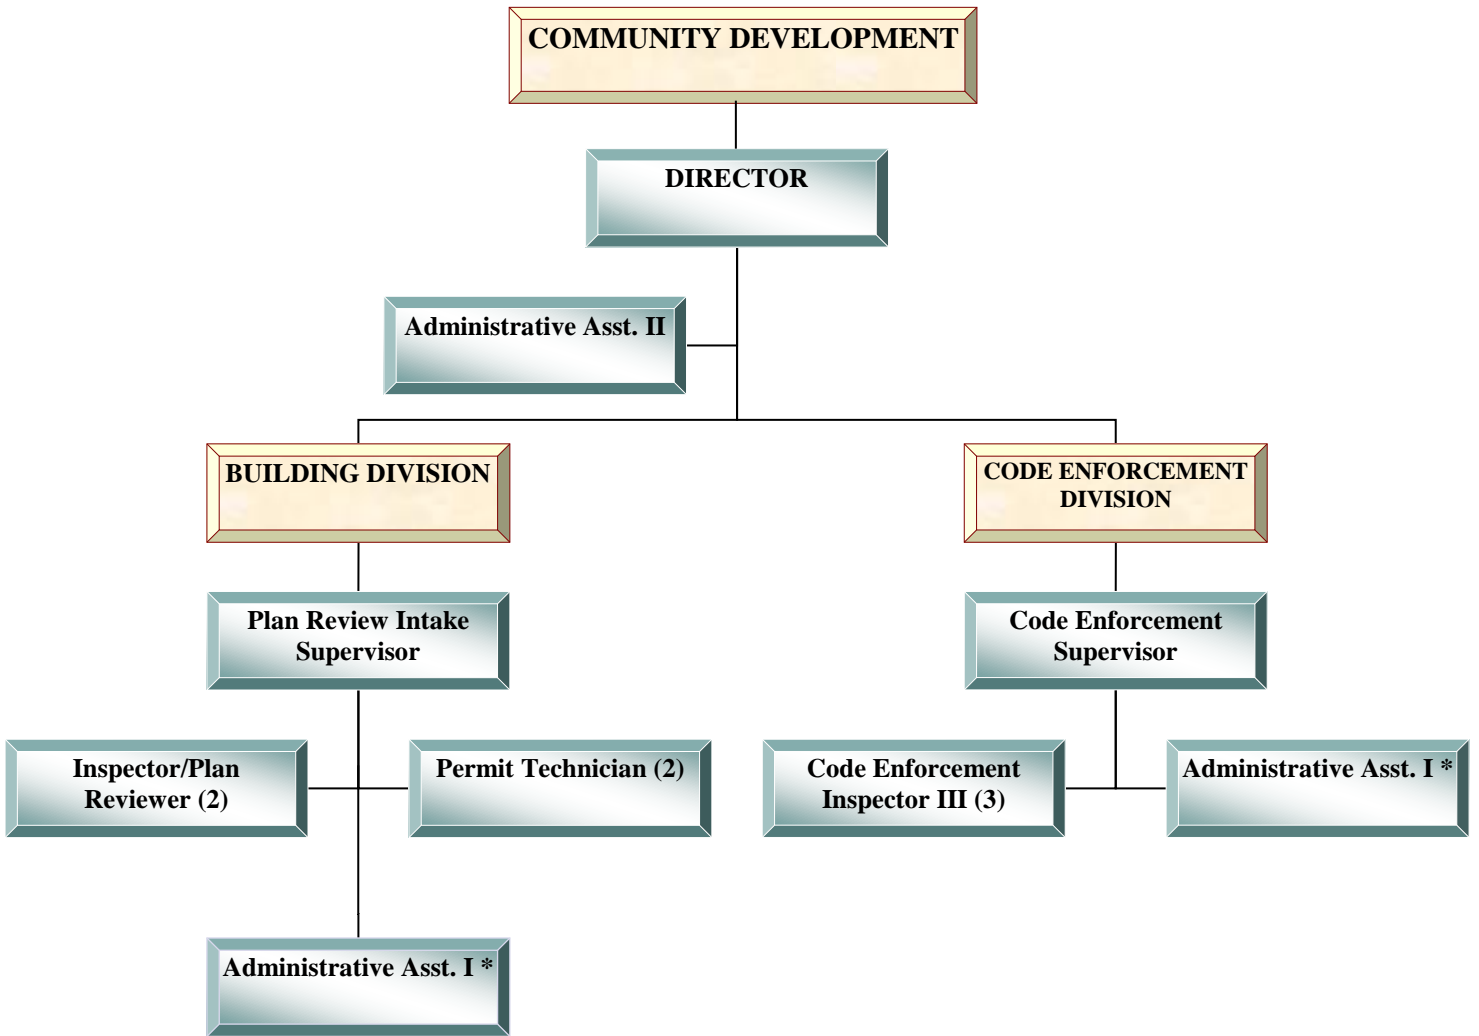 COMMUNITY DEVELOPMENT
DIRECTOR
Administrative Asst. II
BUILDING DIVISION
CODE ENFORCEMENT
DIVISION
Plan Review Intake
Supervisor
Code Enforcement
Supervisor
Inspector/Plan
Reviewer (2)
Permit Technician (2)
Code Enforcement
Inspector III (3)
Administrative Asst. I *
Administrative Asst. I *